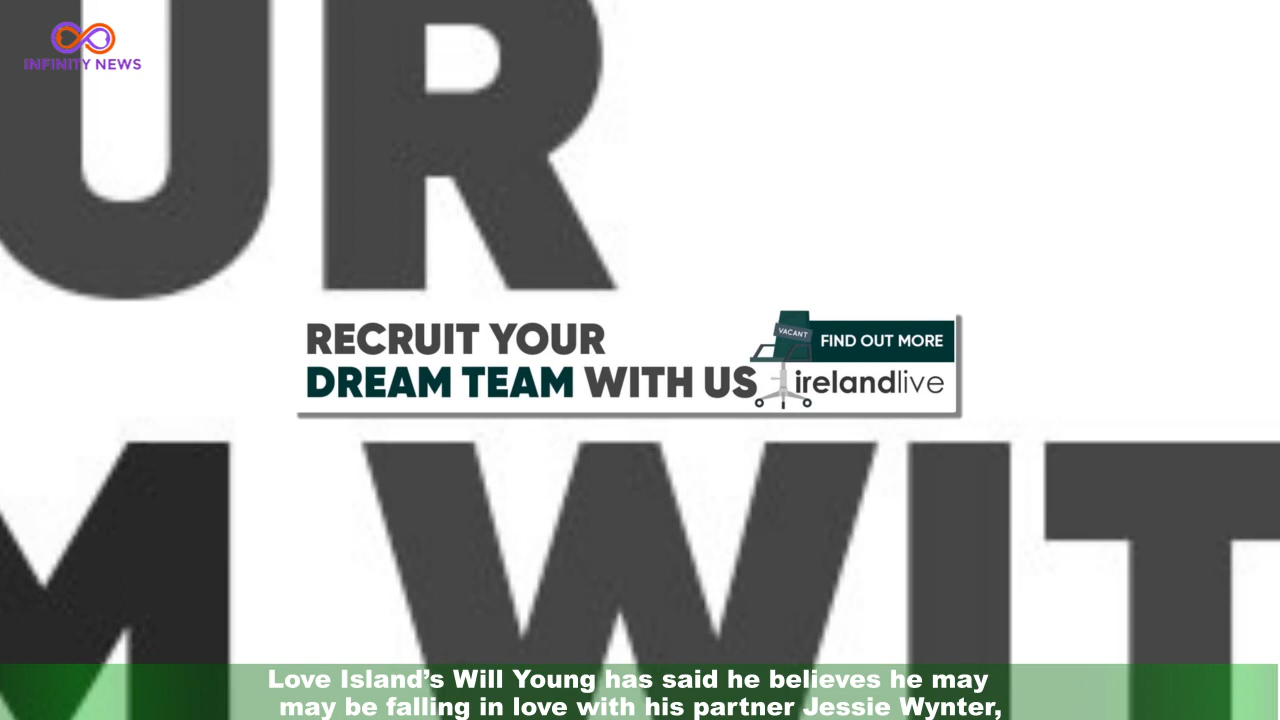 UR
INFINITY NEWS
RECRUIT YOUR
DREAM TEAM WITH US
VACANT
FIND OUT MORE
irelandlive
M WIT
Love Island’s Will Young has said he believes he may
may be falling in love with his partner Jessie Wynter,